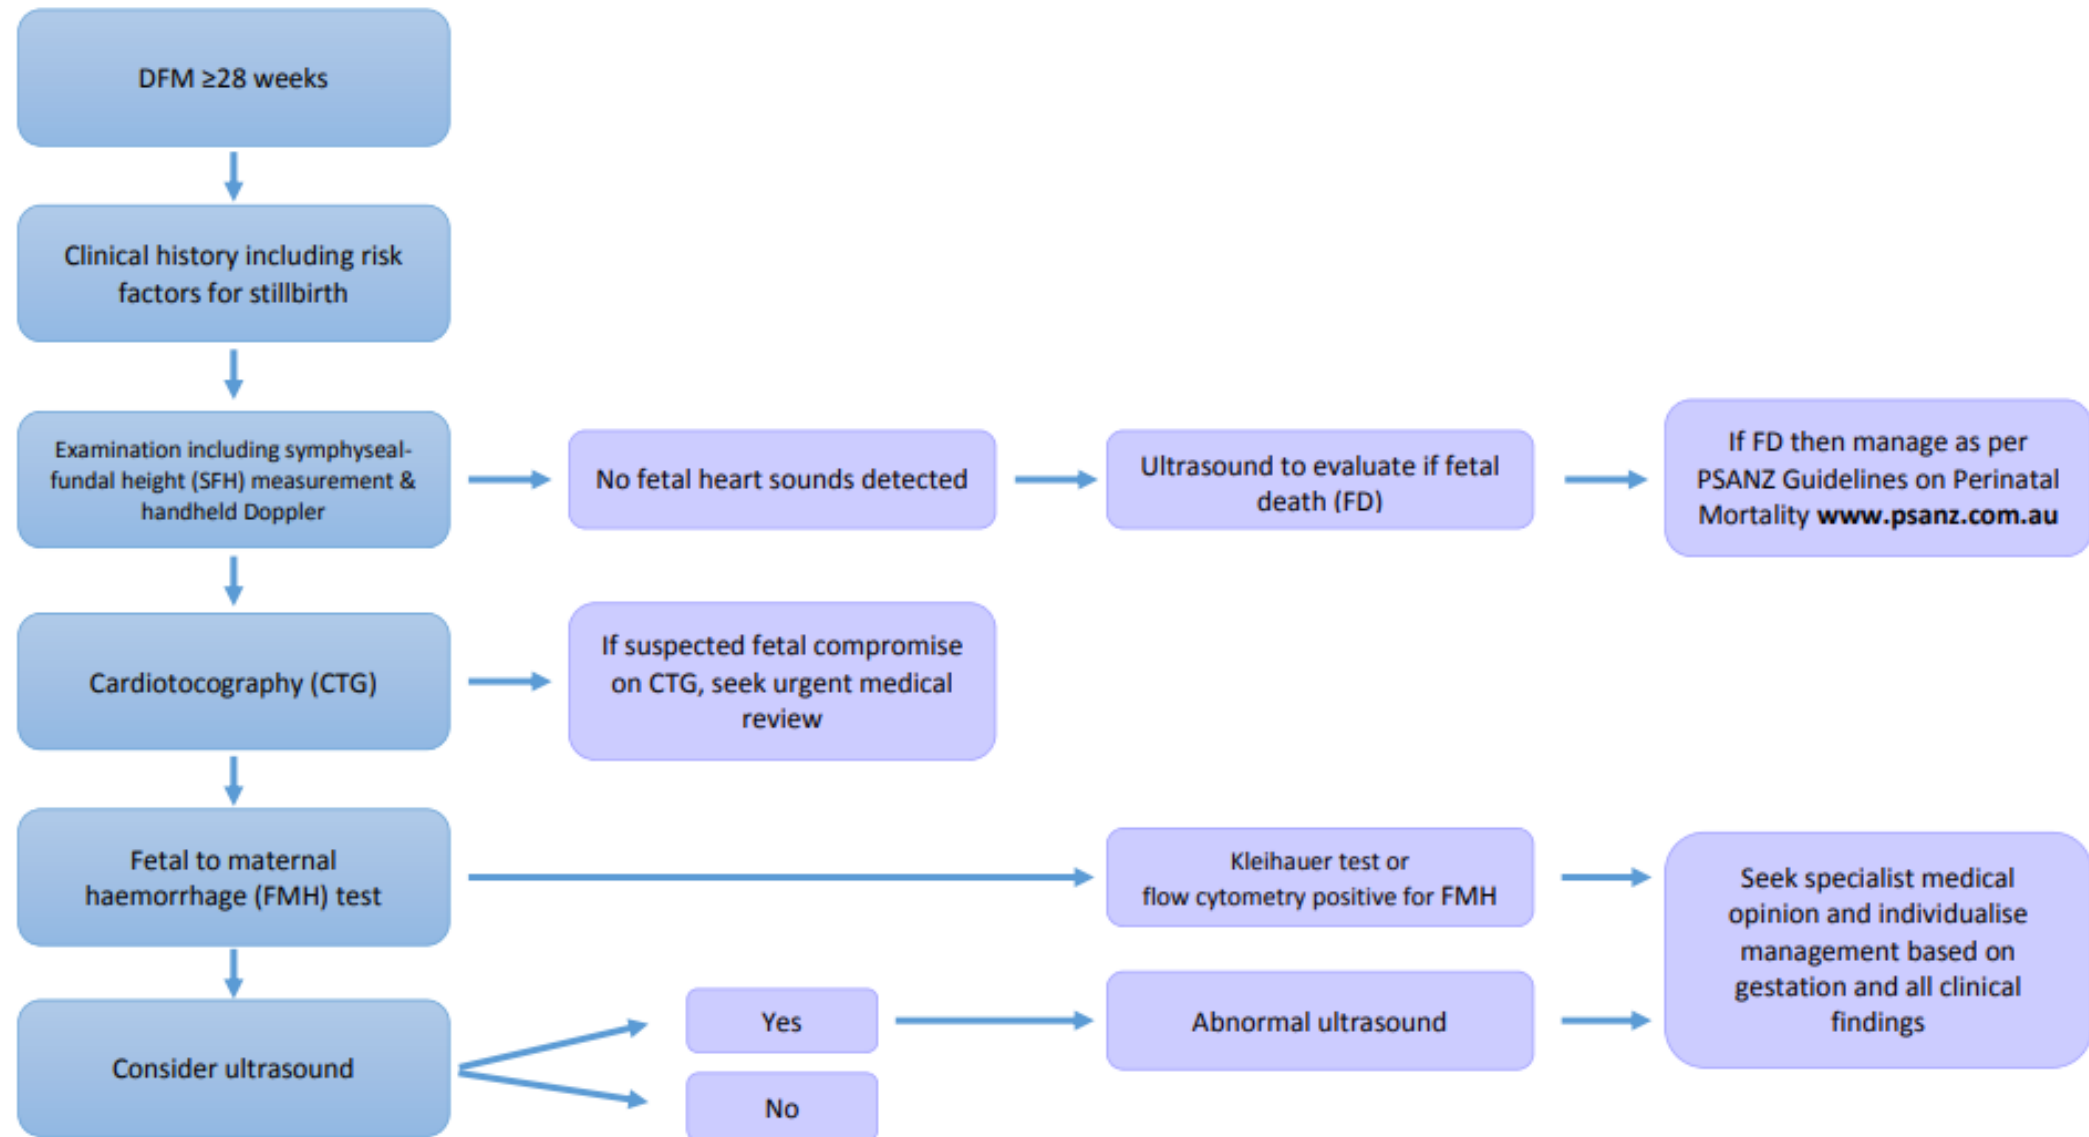 DFM ≥28 weeks
Clinical history including risk
factors for stillbirth
Examination including symphyseal-
fundal height (SFH) measurement &
handheld Doppler
No fetal heart sounds detected
Ultrasound to evaluate if fetal
death (FD)
If FD then manage as per
PSANZ Guidelines on Perinatal
Mortality www.psanz.com.au
Cardiotocography (CTG)
If suspected fetal compromise
on CTG, seek urgent medical
review
Fetal to maternal
haemorrhage (FMH) test
Kleihauer test or
flow cytometry positive for FMH
Seek specialist medical
opinion and individualise
management based on
gestation and all clinical
findings
Consider ultrasound
Yes
Abnormal ultrasound
No